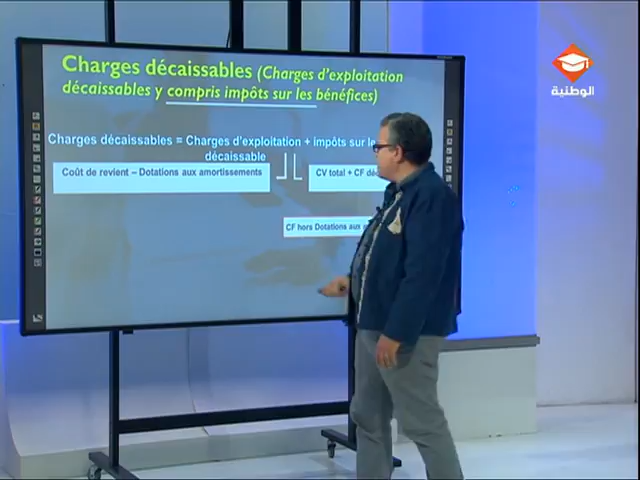 Charges décaissables (Charges d'exploitation
décaissables y compris impôts sur les bénéfices)
Charges décaissables = Charges d'exploitation + impôts sur les
décaissable
Coût de revient – Dotations aux amortissements
CV total + CF
CF hors Dotations aux
الوطنية